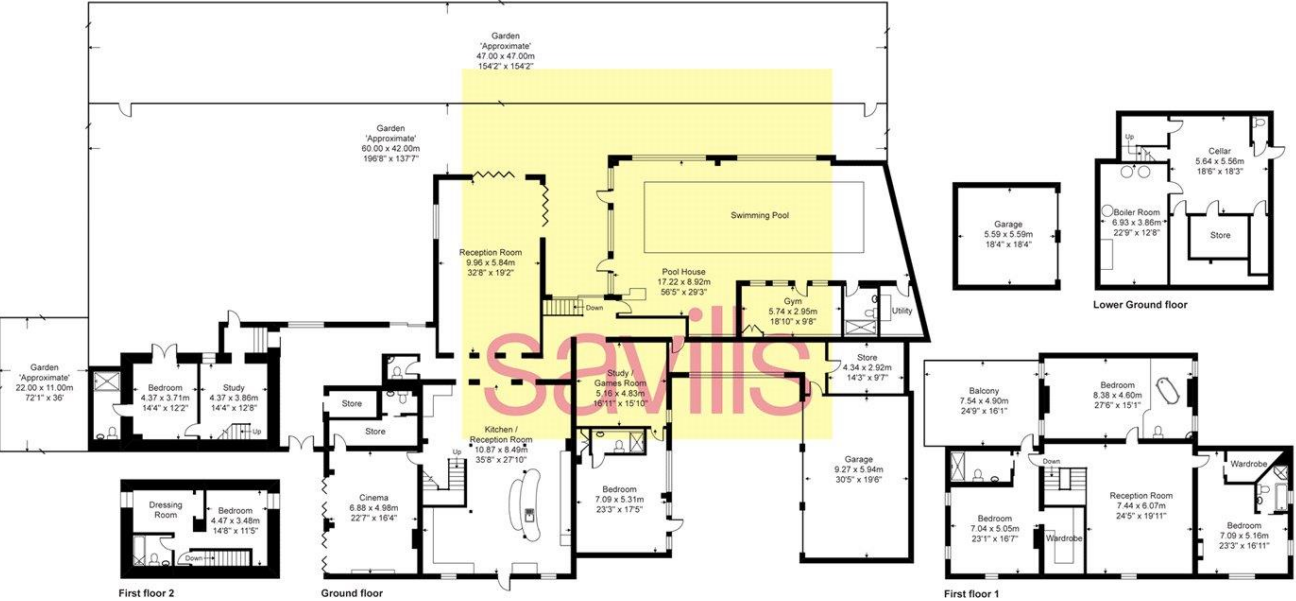 Garden
'Approximate'
47.00 x 47.00m
154'2" x 154'2"
Garden
'Approximate'
60.00 x 42.00m
196'8" x 137'7"
Swimming Pool
Reception Room
9.96 x 5.84m
32'8" x 19'2"
Pool House
17.22 x 8.92m
56'5" x 29'3"
Down
Gym
5.74 x 2.95m
18'10" x 9'8"
Utility
savills
Garden
'Approximate'
22.00 x 11.00m
72'1" x 36'
Bedroom
4.37 x 3.71m
14'4" x 12'2"
Study
4.37 x 3.86m
14'4" x 12'8"
Up
Store
Store
Study /
Games Room
5.16 x 4.83m
16'11" x 15'10"
Store
4.34 x 2.92m
14'3" x 9'7"
Kitchen /
Reception Room
10.87 x 8.49m
35'8" x 27'10"
Up
Cinema
6.88 x 4.98m
22'7" x 16'4"
Bedroom
7.09 x 5.31m
23'3" x 17'5"
Garage
9.27 x 5.94m
30'5" x 19'6"
Dressing
Room
Bedroom
4.47 x 3.48m
14'8" x 11'5"
Down
First floor 2
Ground floor
Garage
5.59 x 5.59m
18'4" x 18'4"
Up
Cellar
5.64 x 5.56m
18'6" x 18'3"
Boiler Room
6.93 x 3.86m
22'9" x 12'8"
Store
Lower Ground floor
Balcony
7.54 x 4.90m
24'9" x 16'1"
Bedroom
8.38 x 4.60m
27'6" x 15'1"
Down
Wardrobe
Reception Room
7.44 x 6.07m
24'5" x 19'11"
Bedroom
7.04 x 5.05m
23'1" x 16'7"
Wardrobe
Bedroom
7.09 x 5.16m
23'3" x 16'11"
First floor 1